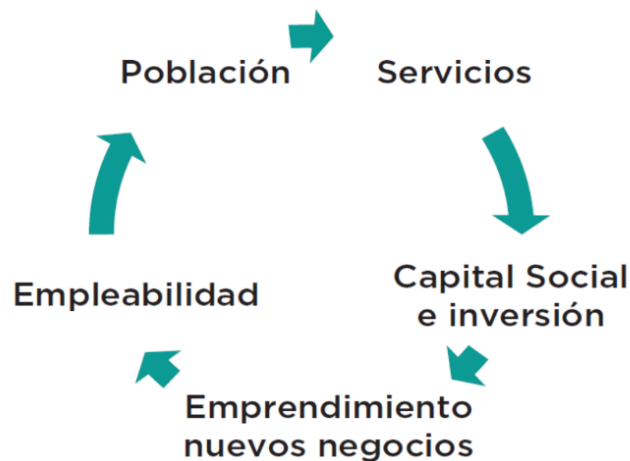 Población
Servicios
Capital Social
e inversión
Emprendimiento
nuevos negocios
Empleabilidad